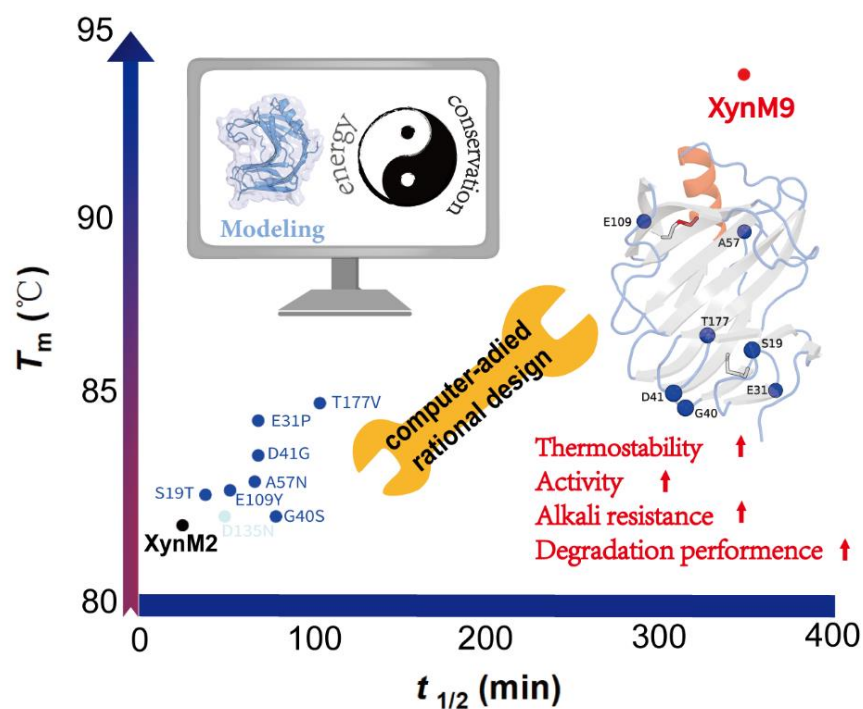 95
90
85
80
T m (℃)
0
100
200
300
400
t 1/2 (min)
Modeling
energy
conservation
computer-adied
rational design
XynM2
S19T
D135N
E109Y
A57N
G40S
D41G
E31P
T177V
XynM9
E109
A57
T177
S19
D41
G40
E31
Thermostability
Activity
Alkali resistance
Degradation performence